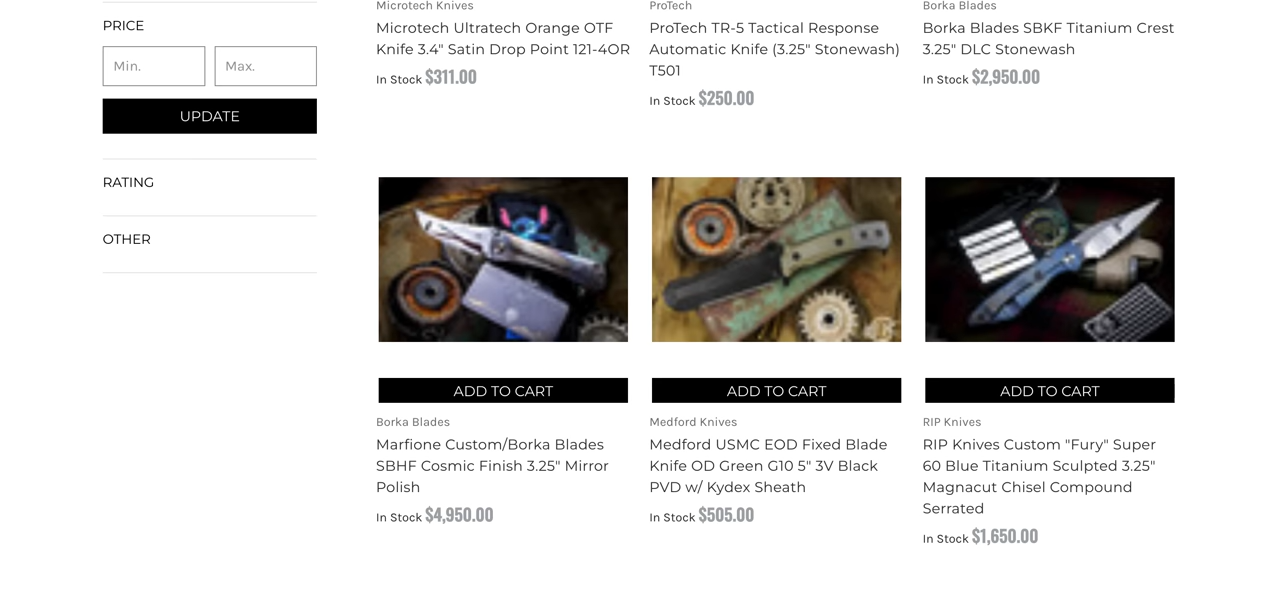 PRICE
Min.
Max.
UPDATE
RATING
OTHER
Microtech Knives
Microtech Ultratech Orange OTF
Knife 3.4" Satin Drop Point 121-4OR
In Stock $311.00
ProTech
ProTech TR-5 Tactical Response
Automatic Knife (3.25" Stonewash)
T501
In Stock $250.00
Borka Blades
Borka Blades SBKF Titanium Crest
3.25" DLC Stonewash
In Stock $2,950.00
ADD TO CART
Borka Blades
Marfione Custom/Borka Blades
SBHF Cosmic Finish 3.25" Mirror
Polish
In Stock $4,950.00
ADD TO CART
Medford Knives
Medford USMC EOD Fixed Blade
Knife OD Green G10 5" 3V Black
PVD w/ Kydex Sheath
In Stock $505.00
ADD TO CART
RIP Knives
RIP Knives Custom "Fury" Super
60 Blue Titanium Sculpted 3.25"
Magnacut Chisel Compound
Serrated
In Stock $1,650.00